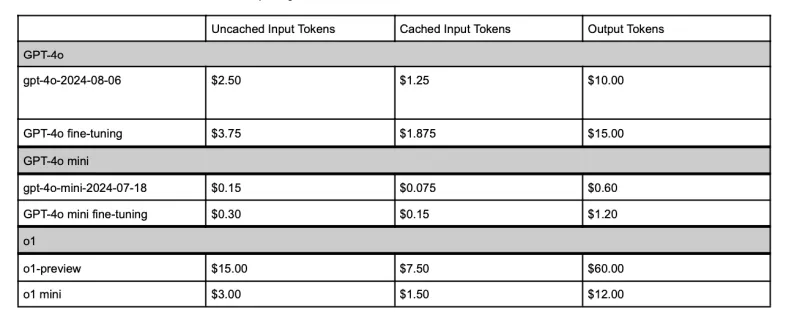 Uncached Input Tokens Cached Input Tokens Output Tokens
GPT-4o
gpt-4o-2024-08-06 $2.50 $1.25 $10.00
GPT-4o fine-tuning $3.75 $1.875 $15.00
GPT-4o mini
gpt-4o-mini-2024-07-18 $0.15 $0.075 $0.60
GPT-4o mini fine-tuning $0.30 $0.15 $1.20
o1
o1-preview $15.00 $7.50 $60.00
o1 mini $3.00 $1.50 $12.00